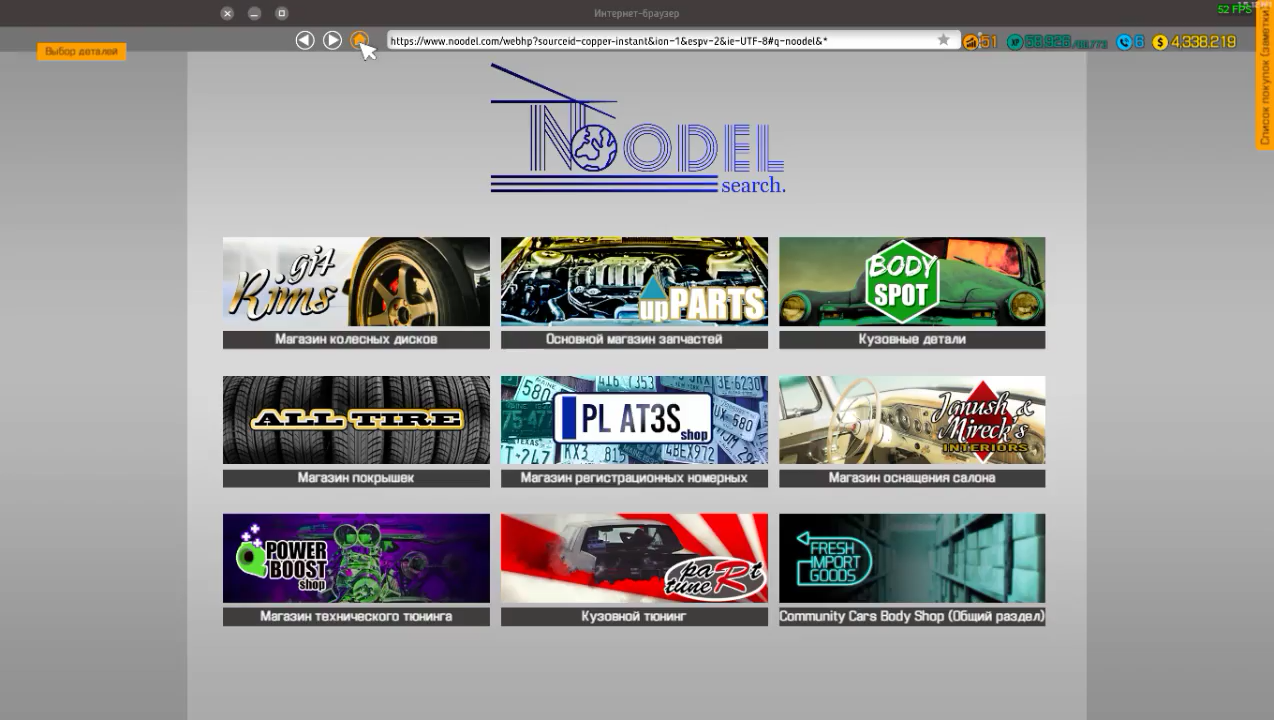 Интернет-браузер
52 FPS
Выбор деталей
https://www.noodel.com/webhp?sourceid-copper-instant&ion-1&espv-2&ie-UTF-8#q-noodel&*
51
XP
6
$ 4,338,219
Список покупок (заметки)
NOODEL
search.
gi4 Rims
upPARTS
BODY SPOT
Магазин колесных дисков
Основной магазин запчастей
Кузовные детали
ALL TIRE
PL AT3S shop
Janush & Mireck's INTERIORS
Магазин покрышек
Магазин регистрационных номерных
Магазин оснащения салона
POWER BOOST shop
paRt tune
FRESH IMPORT GOODS
Магазин технического тюнинга
Кузовной тюнинг
Community Cars Body Shop (Общий раздел)